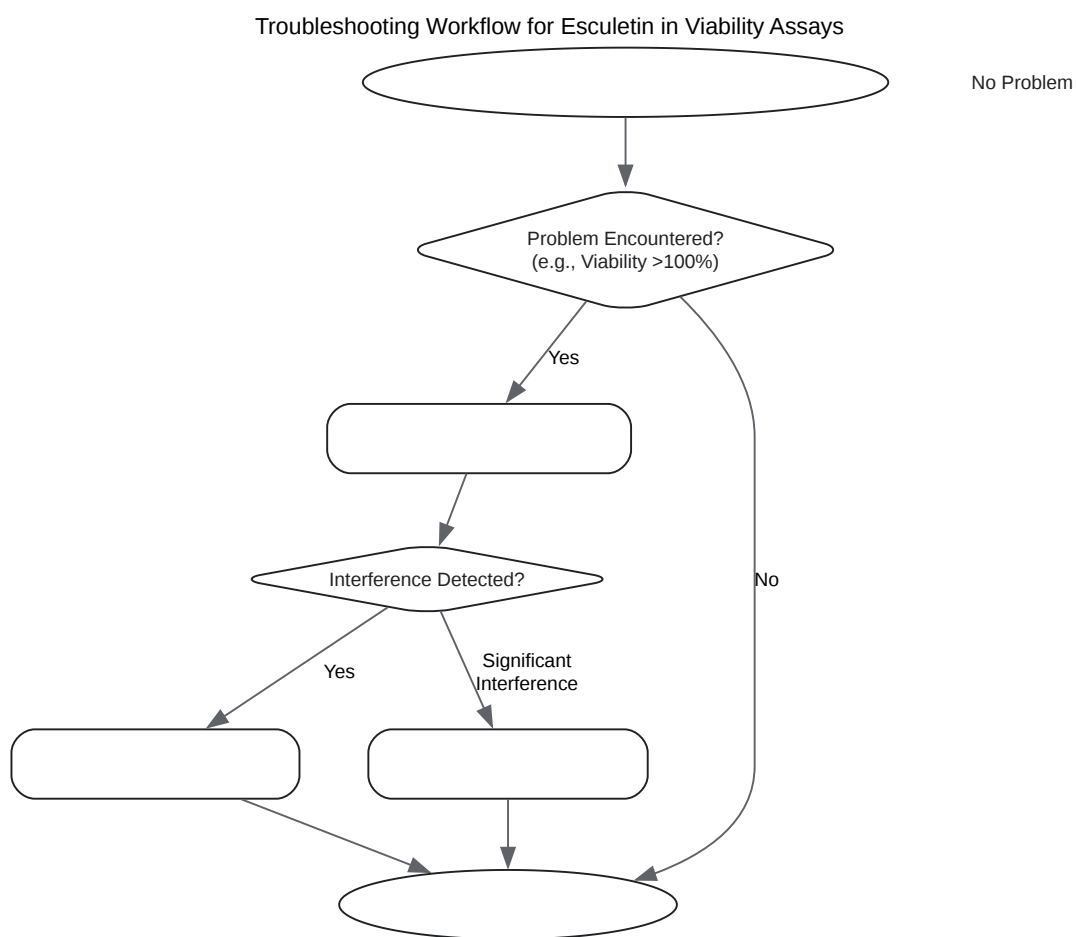 Troubleshooting Workflow for Esculetin in Viability Assays
No Problem
Problem Encountered?
(e.g., Viability >100%)
Yes
Interference Detected?
No
Yes
Significant
Interference